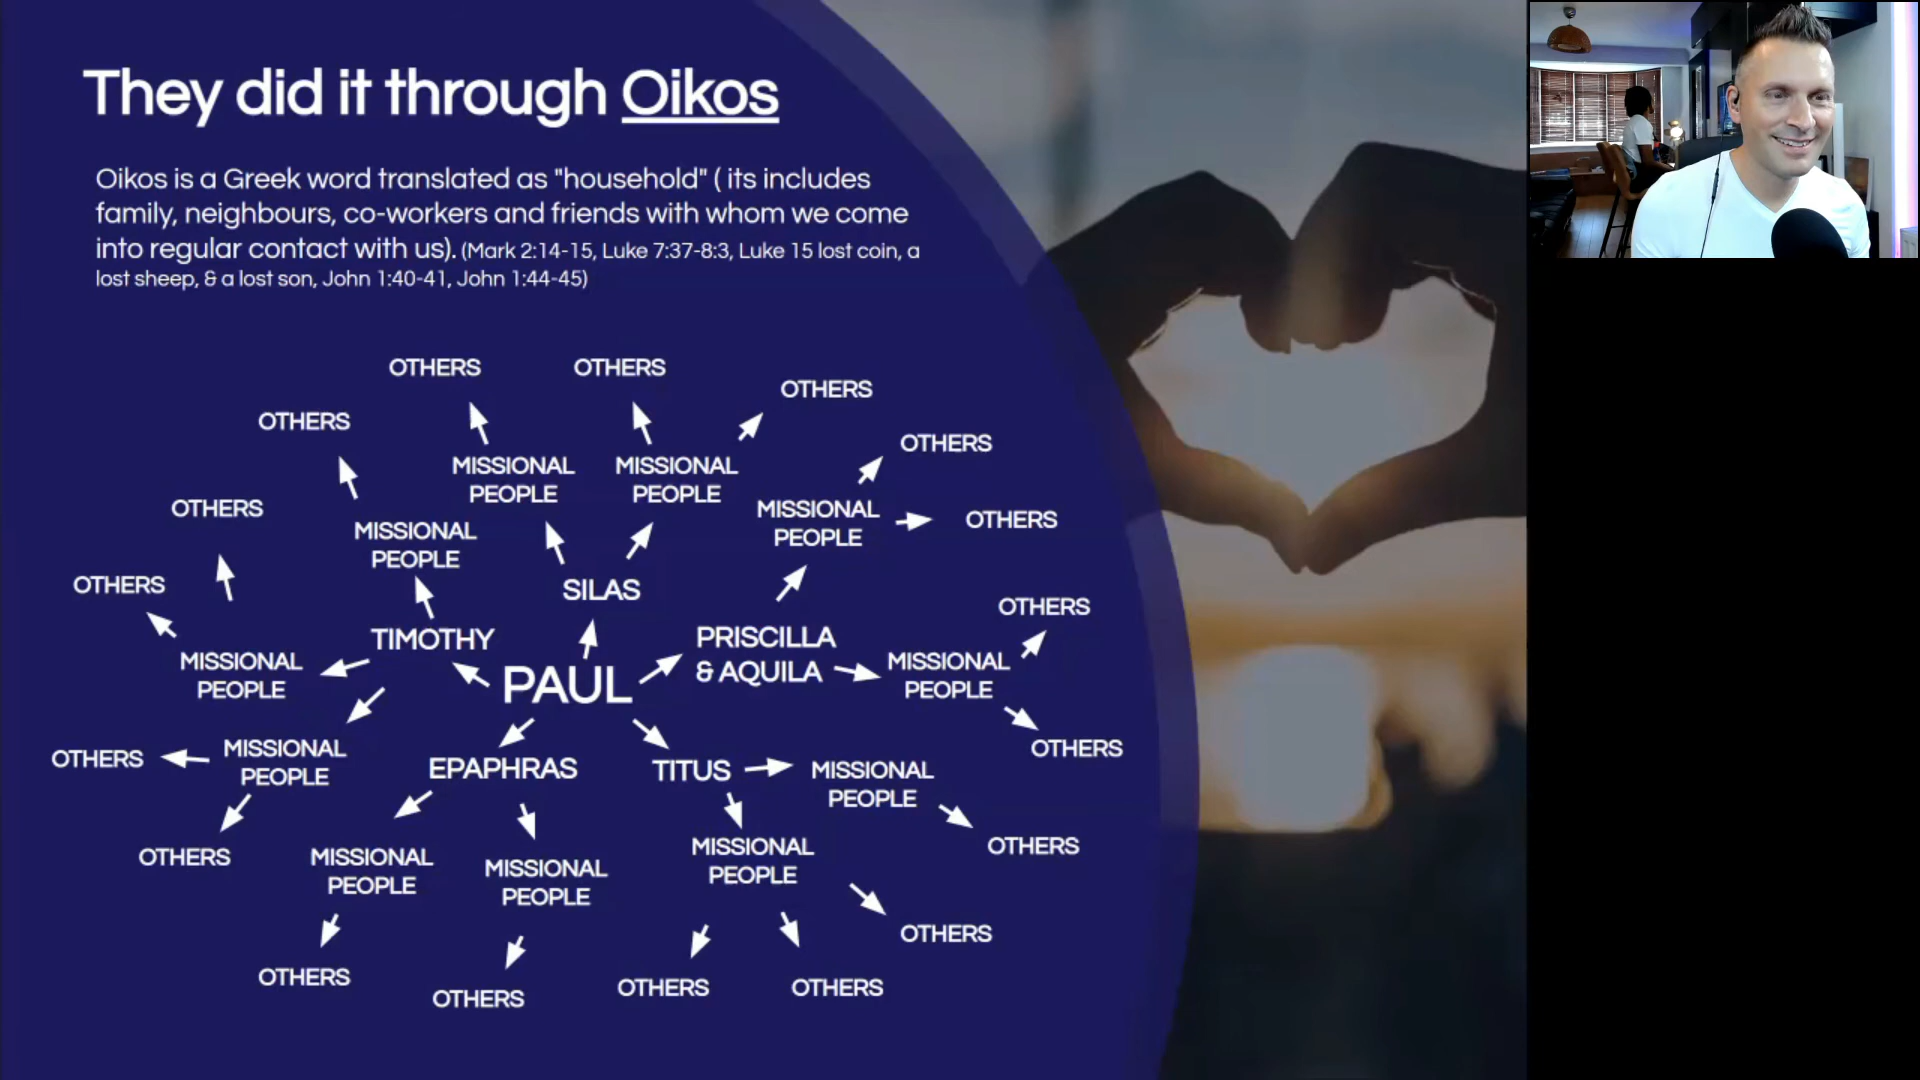 They did it through Oikos
Oikos is a Greek word translated as "household" ( its includes
family, neighbours, co-workers and friends with whom we come
into regular contact with us). (Mark 2:14-15, Luke 7:37-8:3, Luke 15 lost coin, a
lost sheep, & a lost son, John 1:40-41, John 1:44-45)
OTHERS
OTHERS
OTHERS
OTHERS
OTHERS
MISSIONAL
PEOPLE
MISSIONAL
PEOPLE
OTHERS
MISSIONAL
PEOPLE
OTHERS
MISSIONAL
PEOPLE
OTHERS
SILAS
OTHERS
TIMOTHY
PRISCILLA
& AQUILA
MISSIONAL
PEOPLE
PAUL
MISSIONAL
PEOPLE
OTHERS
MISSIONAL
PEOPLE
OTHERS
EPAPHRAS
TITUS
MISSIONAL
PEOPLE
OTHERS
MISSIONAL
PEOPLE
MISSIONAL
PEOPLE
MISSIONAL
PEOPLE
OTHERS
OTHERS
OTHERS
OTHERS
OTHERS
OTHERS